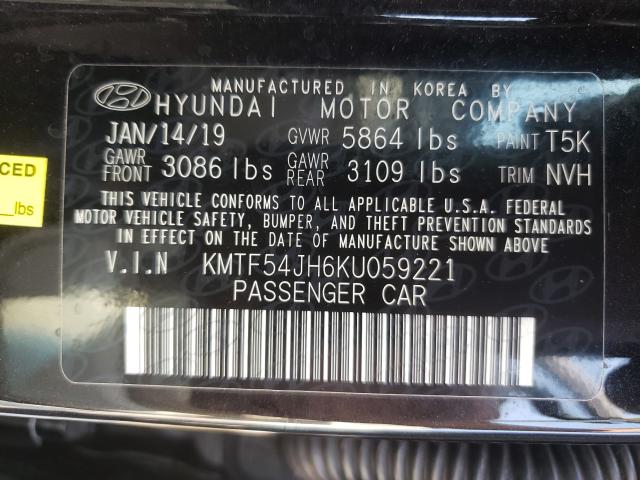 MANUFACTURED IN KOREA BY
HYUNDAI MOTOR COMPANY
JAN/14/19 GVWR 5864 lbs PAINT T5K
GAWR FRONT 3086 lbs GAWR REAR 3109 lbs TRIM NVH
THIS VEHICLE CONFORMS TO ALL APPLICABLE U.S.A. FEDERAL
MOTOR VEHICLE SAFETY, BUMPER, AND THEFT PREVENTION STANDARDS
IN EFFECT ON THE DATE OF MANUFACTURE SHOWN ABOVE
V.I.N KMTF54JH6KU059221
PASSENGER CAR
CED
lbs